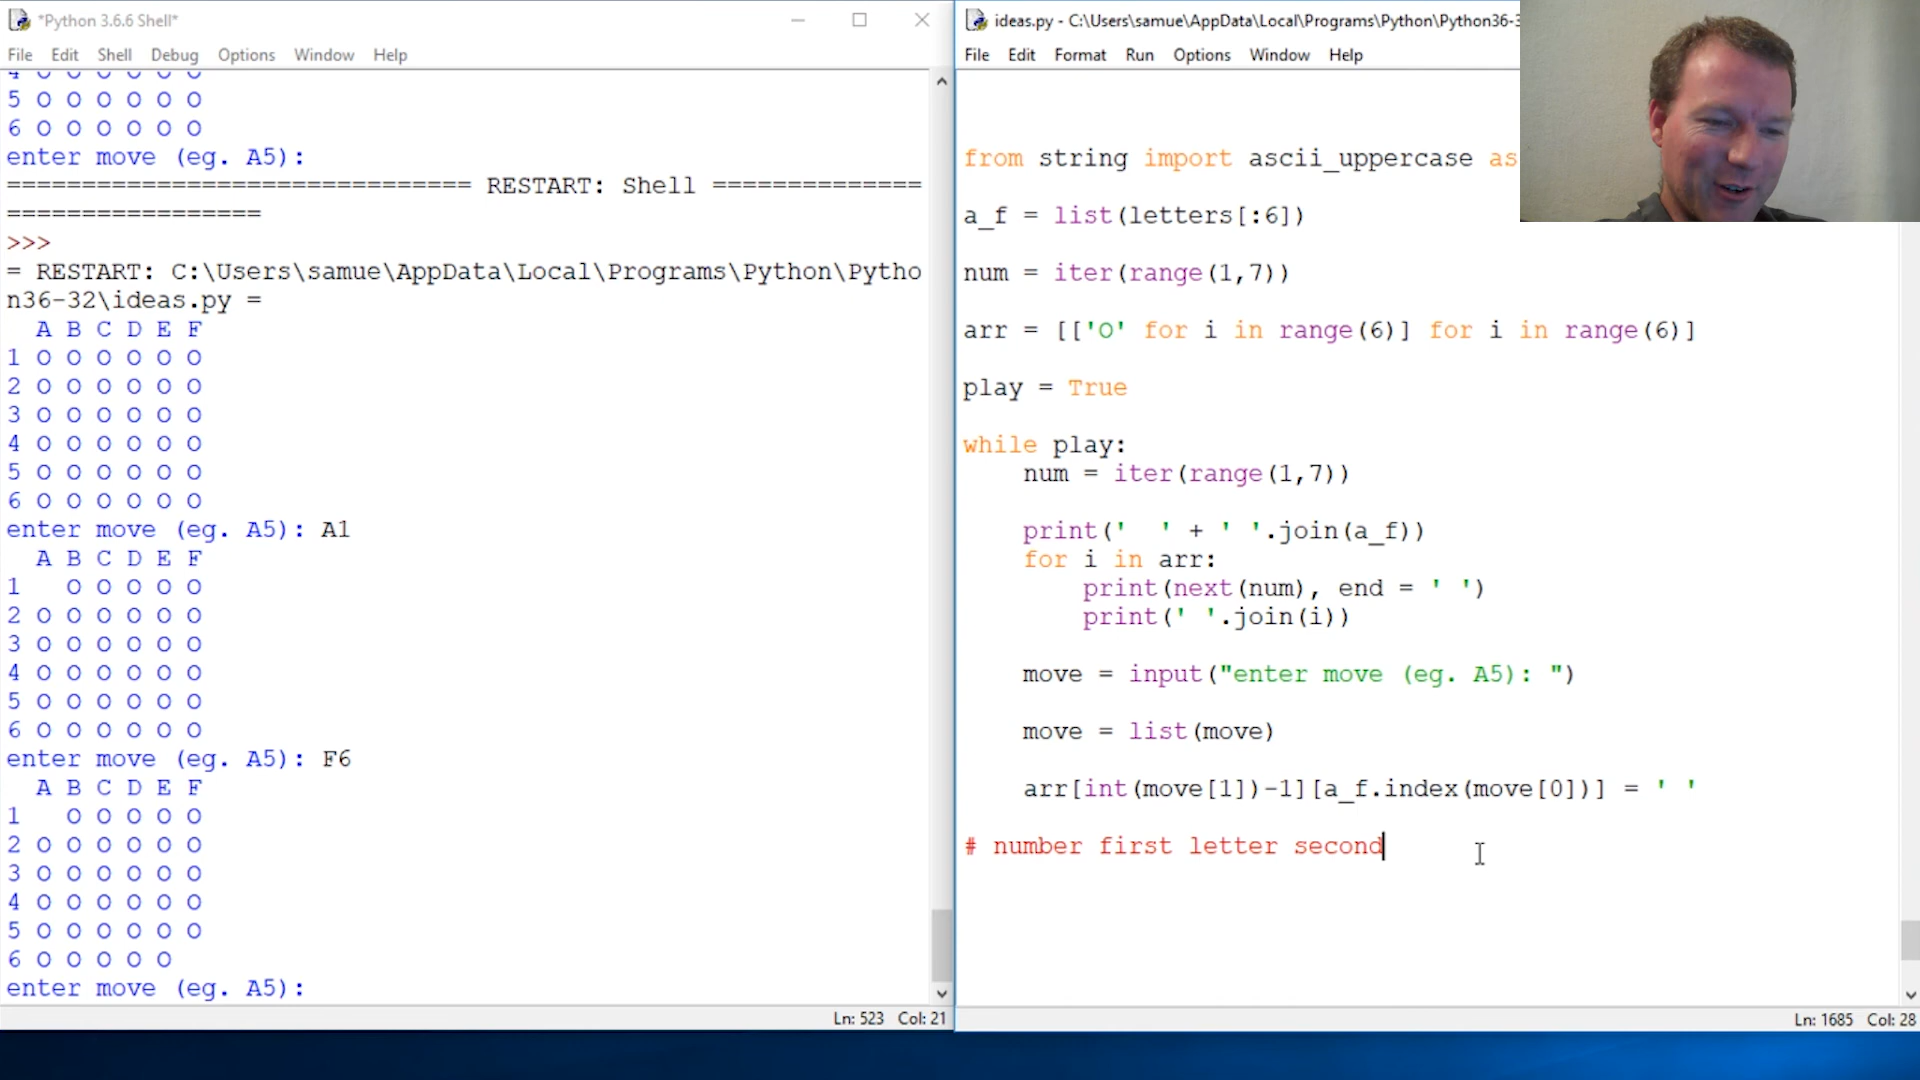 *Python 3.6.6 Shell*
File Edit Shell Debug Options Window Help
4 O O O O O O
5 O O O O O O
6 O O O O O O
enter move (eg. A5):
=============================== RESTART: Shell ==============
=================
>>>
= RESTART: C:\Users\samue\AppData\Local\Programs\Python\Pytho
n36-32\ideas.py =
A B C D E F
1 O O O O O O
2 O O O O O O
3 O O O O O O
4 O O O O O O
5 O O O O O O
6 O O O O O O
enter move (eg. A5): A1
A B C D E F
1   O O O O O
2 O O O O O O
3 O O O O O O
4 O O O O O O
5 O O O O O O
6 O O O O O O
enter move (eg. A5): F6
A B C D E F
1   O O O O O
2 O O O O O O
3 O O O O O O
4 O O O O O O
5 O O O O O O
6 O O O O O
enter move (eg. A5):
Ln: 523 Col: 21
ideas.py - C:\Users\samue\AppData\Local\Programs\Python\Python36-3
File Edit Format Run Options Window Help
from string import ascii_uppercase as
a_f = list(letters[:6])
num = iter(range(1,7))
arr = [['O' for i in range(6)] for i in range(6)]
play = True
while play:
    num = iter(range(1,7))
    print('  ' + ' '.join(a_f))
    for i in arr:
        print(next(num), end = ' ')
        print(' '.join(i))
    move = input("enter move (eg. A5): ")
    move = list(move)
    arr[int(move[1])-1][a_f.index(move[0])] = ' '
# number first letter second
Ln: 1685 Col: 28